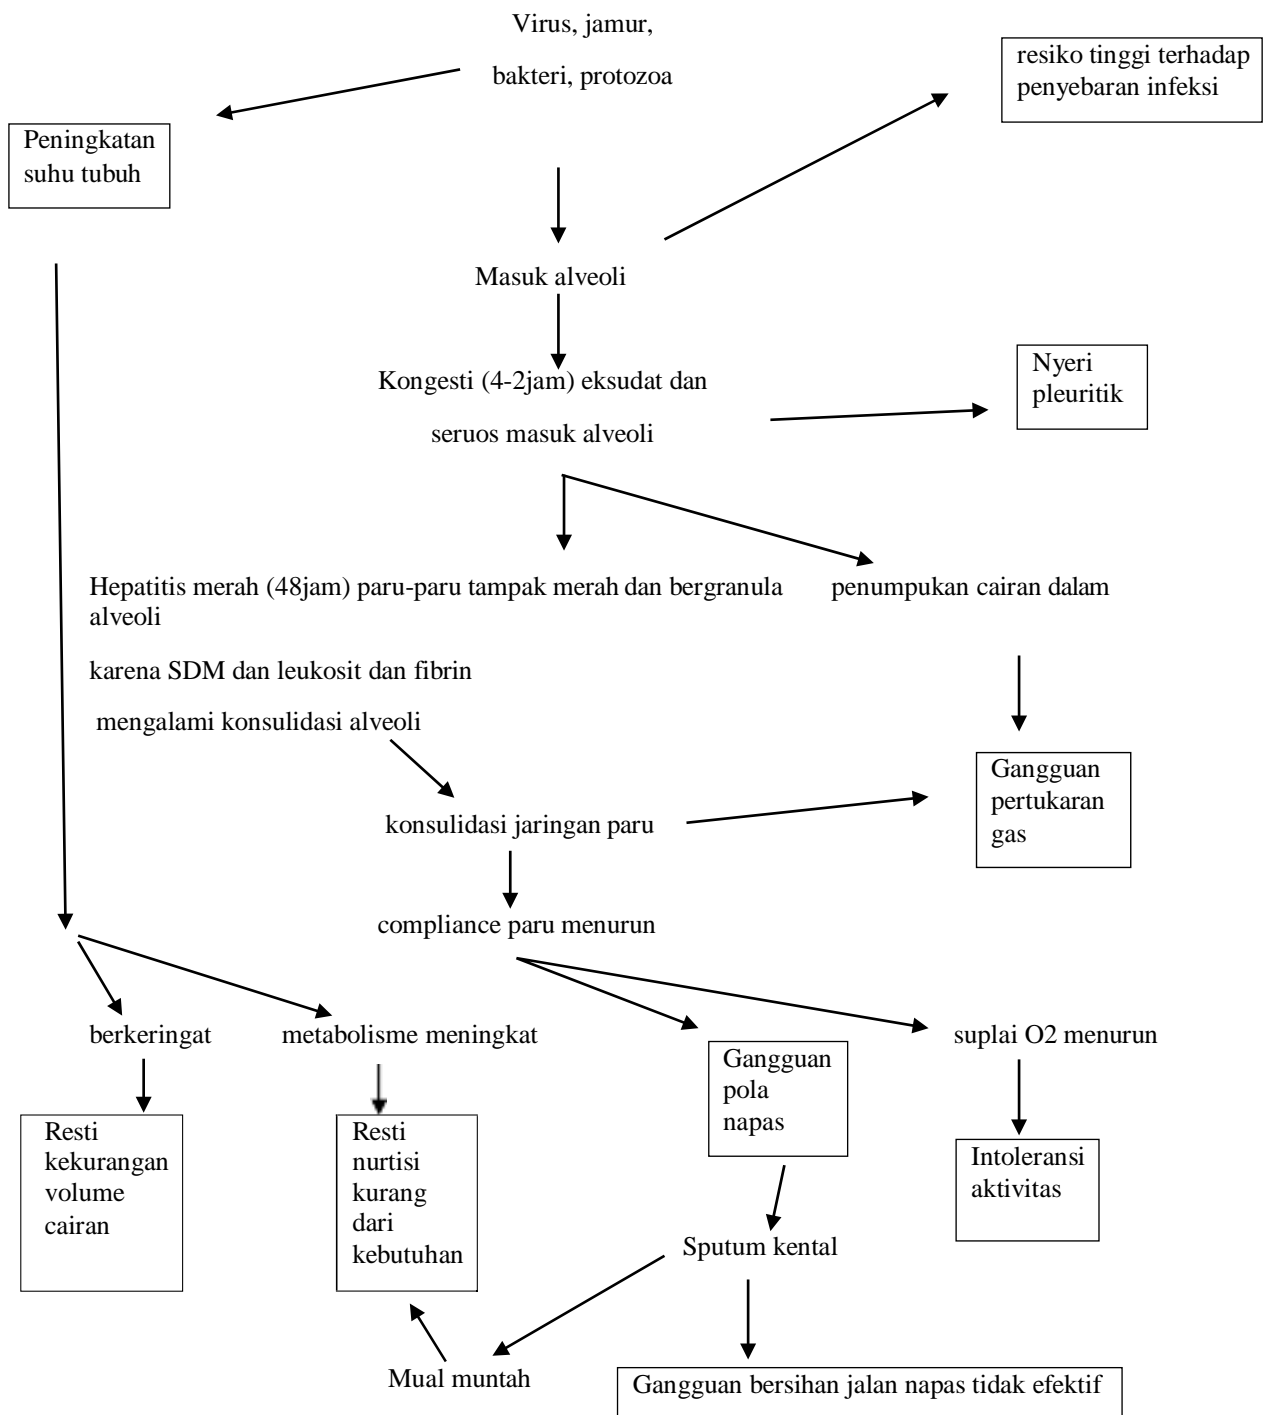 Virus, jamur,
bakteri, protozoa
resiko tinggi terhadap
penyebaran infeksi
Peningkatan
suhu tubuh
Masuk alveoli
Kongesti (4-2jam) eksudat dan
seruos masuk alveoli
Nyeri
pleuritik
Hepatitis merah (48jam) paru-paru tampak merah dan bergranula penumpukan cairan dalam
alveoli
karena SDM dan leukosit dan fibrin
mengalami konsulidasi alveoli
Gangguan
pertukaran
gas
konsulidasi jaringan paru
compliance paru menurun
berkeringat metabolisme meningkat suplai O2 menurun
Gangguan
pola
napas
Resti
kekurangan
volume
cairan
Resti
nurtisi
kurang
dari
kebutuhan
Intoleransi
aktivitas
Sputum kental
Mual muntah
Gangguan bersihan jalan napas tidak efektif